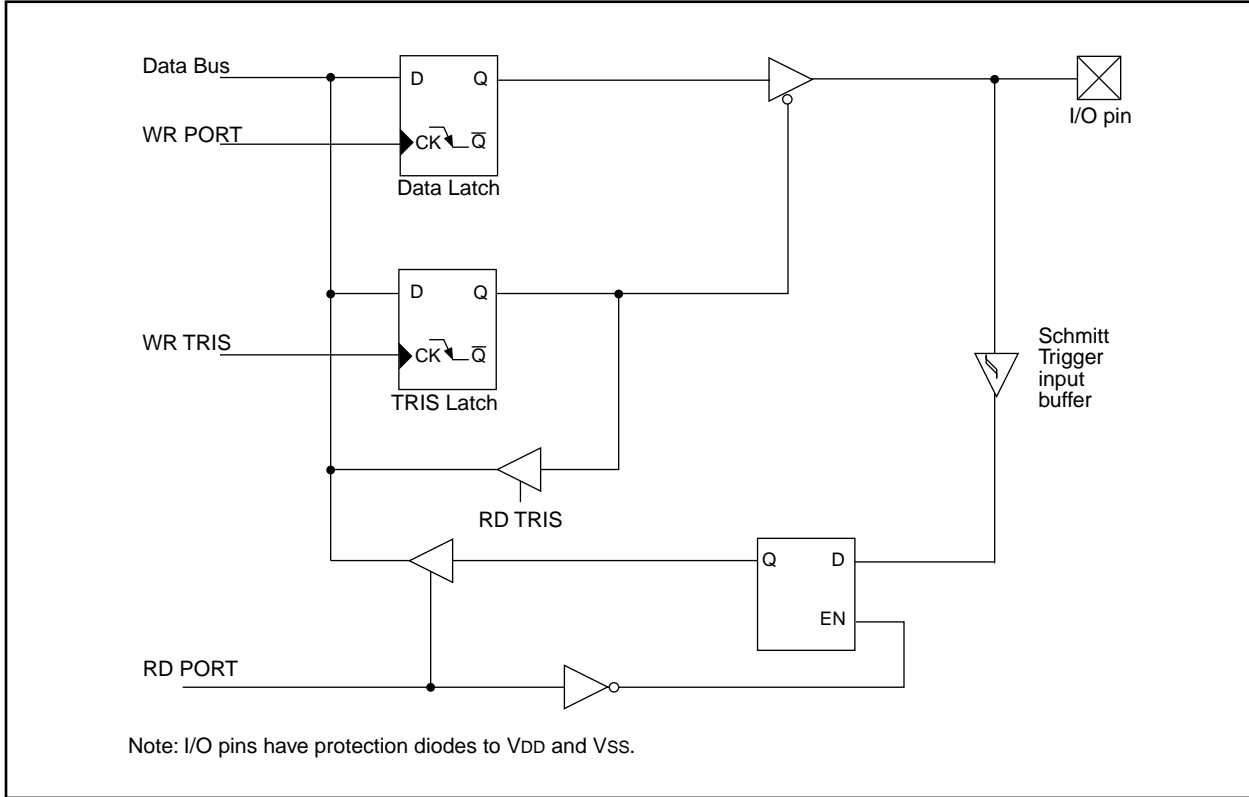 Data Bus
D Q
WR PORT
CK Q̅
Data Latch
I/O pin
D Q
WR TRIS
CK Q̅
TRIS Latch
Schmitt
Trigger
input
buffer
RD TRIS
Q D
EN
RD PORT
Note: I/O pins have protection diodes to VDD and VSS.